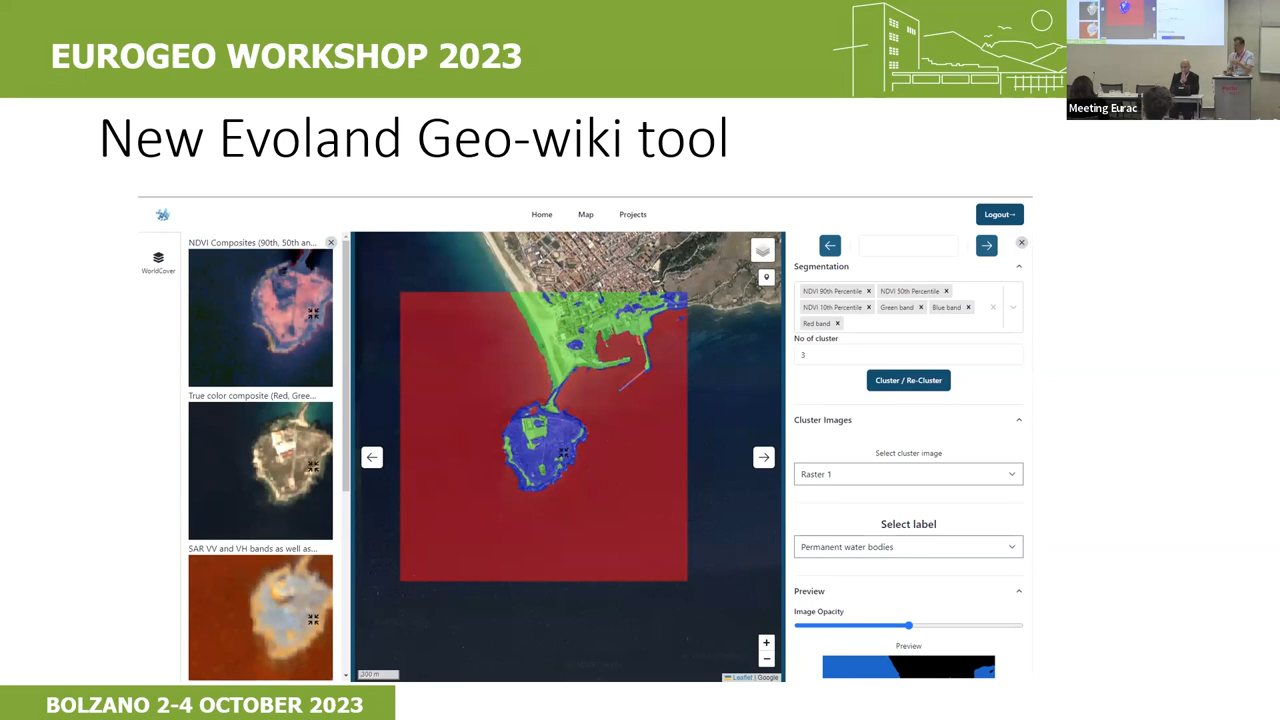 EUROGEO WORKSHOP 2023
Meeting Eurac
New Evoland Geo-wiki tool
Home Map Projects
Logout→
WorldCover
NDVI Composites (90th, 50th an...
True color composite (Red, Gree...
SAR VV and VH bands as well as...
200 m
+
−
Leaflet | Google
Segmentation
NDVI 90th Percentile × NDVI 50th Percentile ×
NDVI 10th Percentile × Green band × Blue band ×
Red band ×
No of cluster
3
Cluster / Re-Cluster
Cluster Images
Select cluster image
Raster 1
Select label
Permanent water bodies
Preview
Image Opacity
Preview
BOLZANO 2-4 OCTOBER 2023